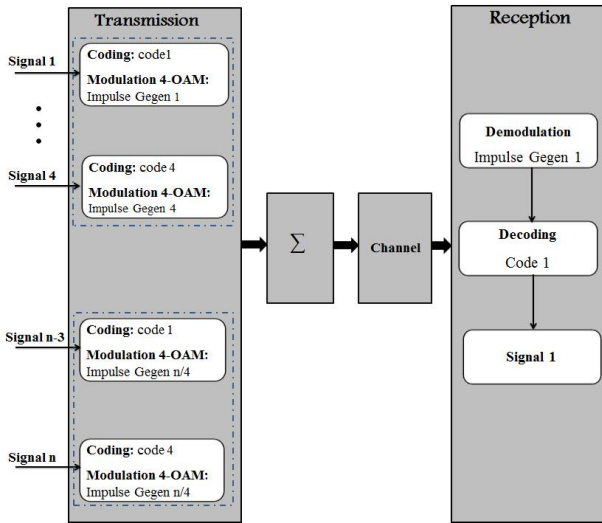 Transmission
Signal 1
Coding: code1
Modulation 4-OAM:
Impulse Gegen 1
Signal 4
Coding: code 4
Modulation 4-OAM:
Impulse Gegen 4
Signal n-3
Coding: code 1
Modulation 4-OAM:
Impulse Gegen n/4
Signal n
Coding: code 4
Modulation 4-OAM:
Impulse Gegen n/4
Σ
Channel
Reception
Demodulation
Impulse Gegen 1
Decoding
Code 1
Signal 1